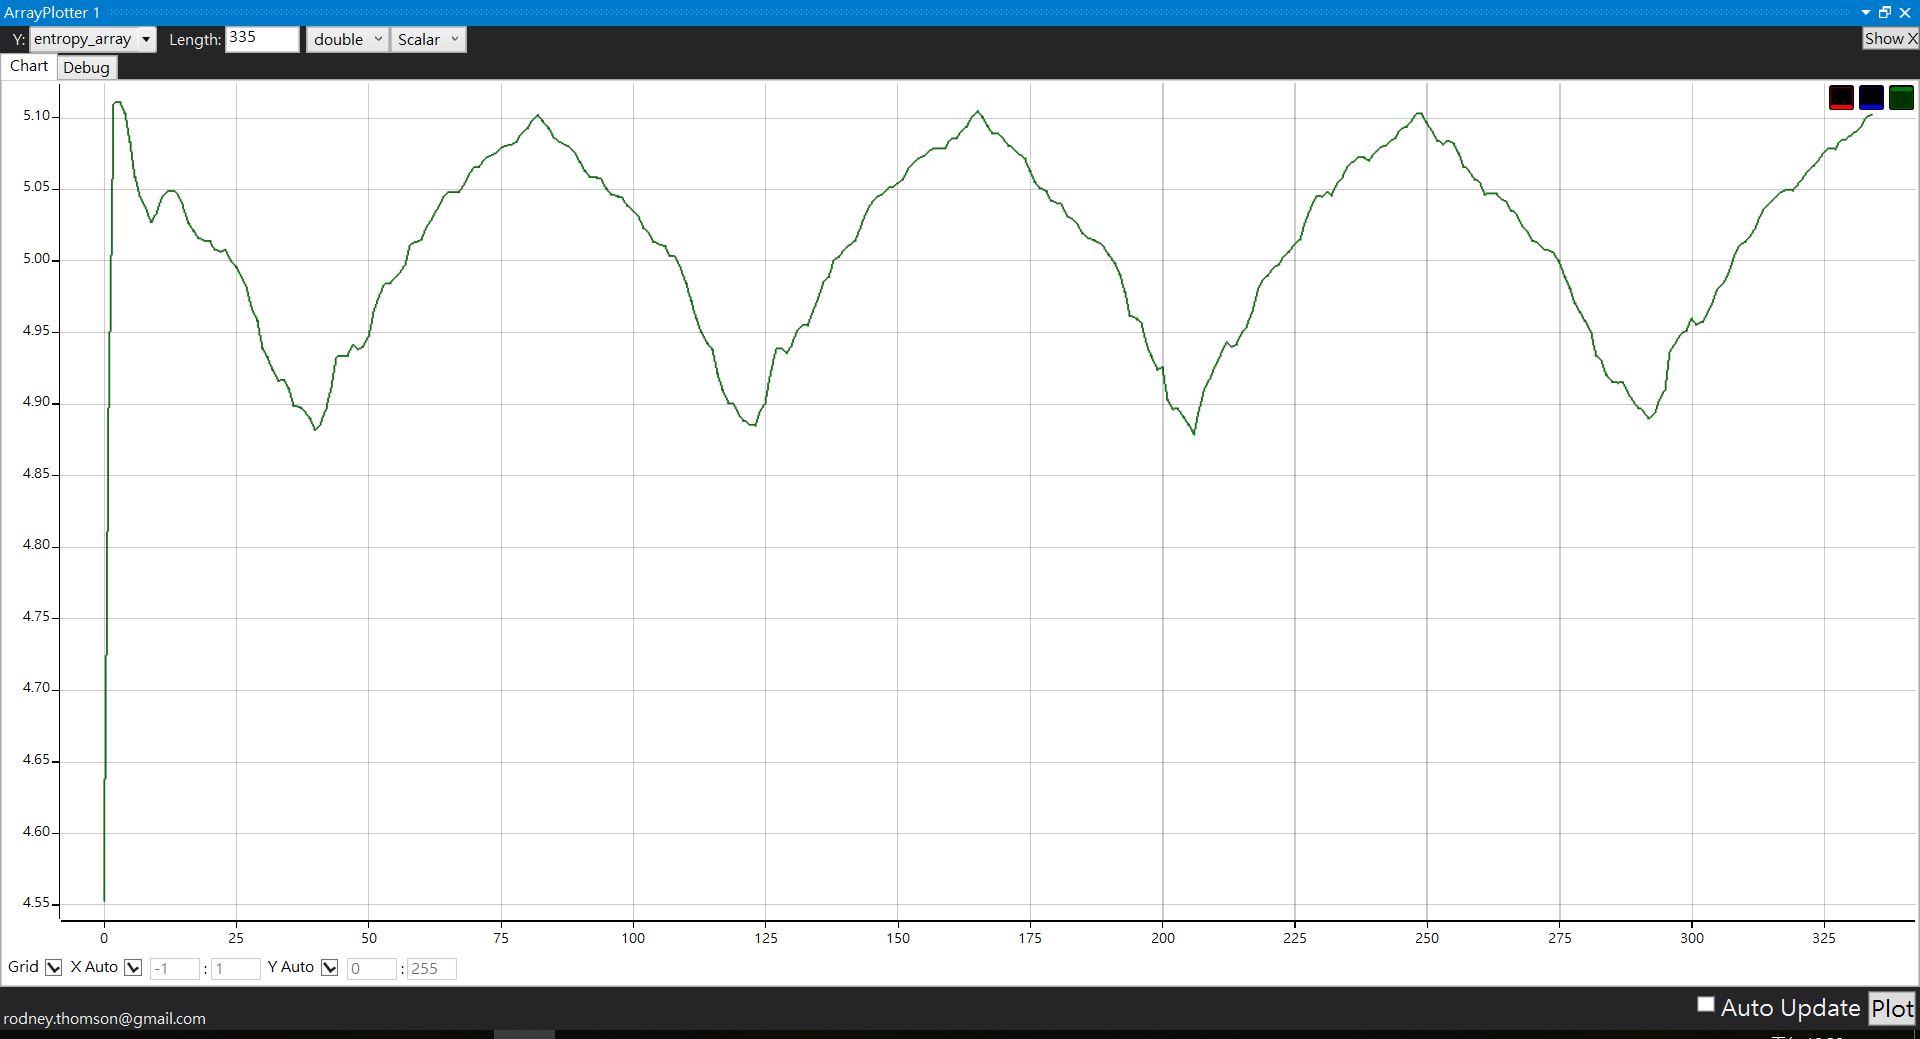 ArrayPlotter 1
Y: entropy_array Length: 335 double Scalar Show X
Chart Debug
5.10
5.05
5.00
4.95
4.90
4.85
4.80
4.75
4.70
4.65
4.60
4.55
0 25 50 75 100 125 150 175 200 225 250 275 300 325
Grid X Auto -1 : 1 Y Auto 0 : 255
Auto Update Plot
rodney.thomson@gmail.com